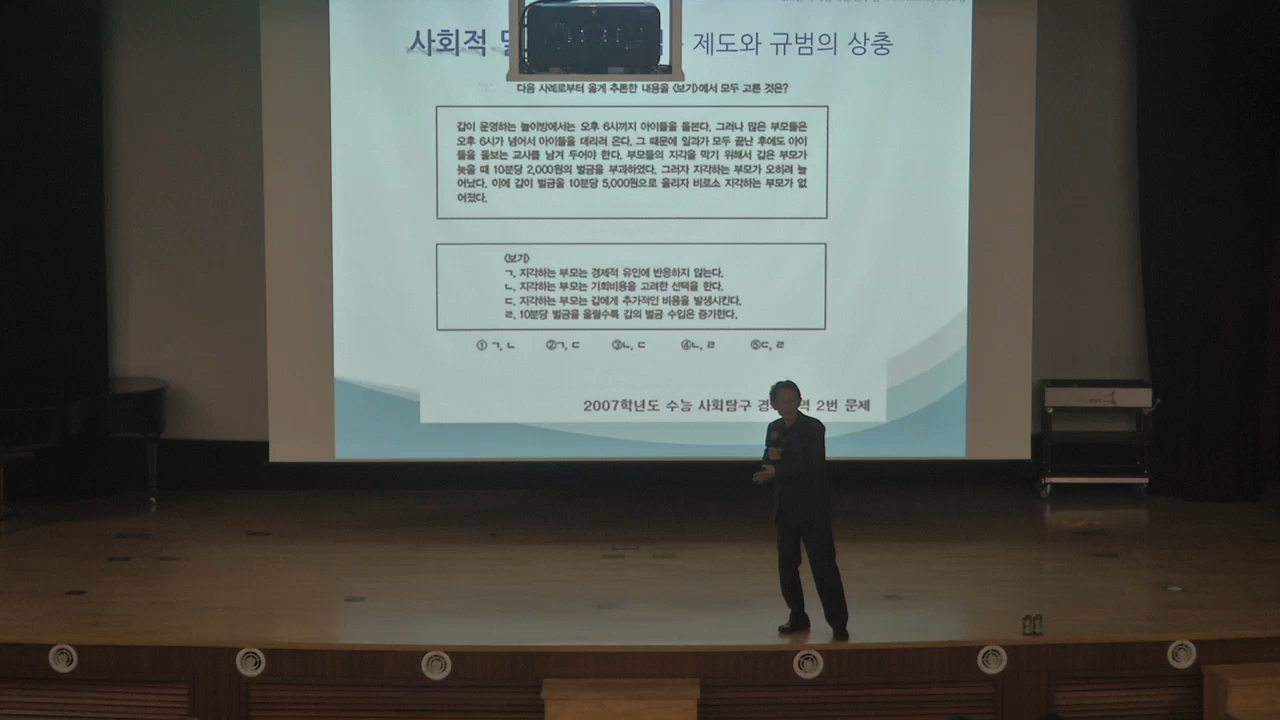 사회적 제도와 규범의 상충
다음 사례로부터 옳게 추론한 내용을 〈보기〉에서 모두 고른 것은?
갑이 운영하는 놀이방에서는 오후 6시까지 아이들을 돌본다. 그러나 많은 부모들은
오후 6시가 넘어서 아이들을 데리러 온다. 그 때문에 일과가 모두 끝난 후에도 아이
들을 돌보는 교사를 남겨 두어야 한다. 부모들의 지각을 막기 위해서 갑은 부모가
늦을 때 10분당 2,000원의 벌금을 부과하였다. 그러자 지각하는 부모가 오히려 늘
어났다. 이에 갑이 벌금을 10분당 5,000원으로 올리자 비로소 지각하는 부모가 없
어졌다.
〈보기〉
ㄱ. 지각하는 부모는 경제적 유인에 반응하지 않는다.
ㄴ. 지각하는 부모는 기회비용을 고려한 선택을 한다.
ㄷ. 지각하는 부모는 갑에게 추가적인 비용을 발생시킨다.
ㄹ. 10분당 벌금을 올릴수록 갑의 벌금 수입은 증가한다.
① ㄱ, ㄴ ②ㄱ, ㄷ ③ㄴ, ㄷ ④ㄴ, ㄹ ⑤ㄷ, ㄹ
2007학년도 수능 사회탐구 2번 문제